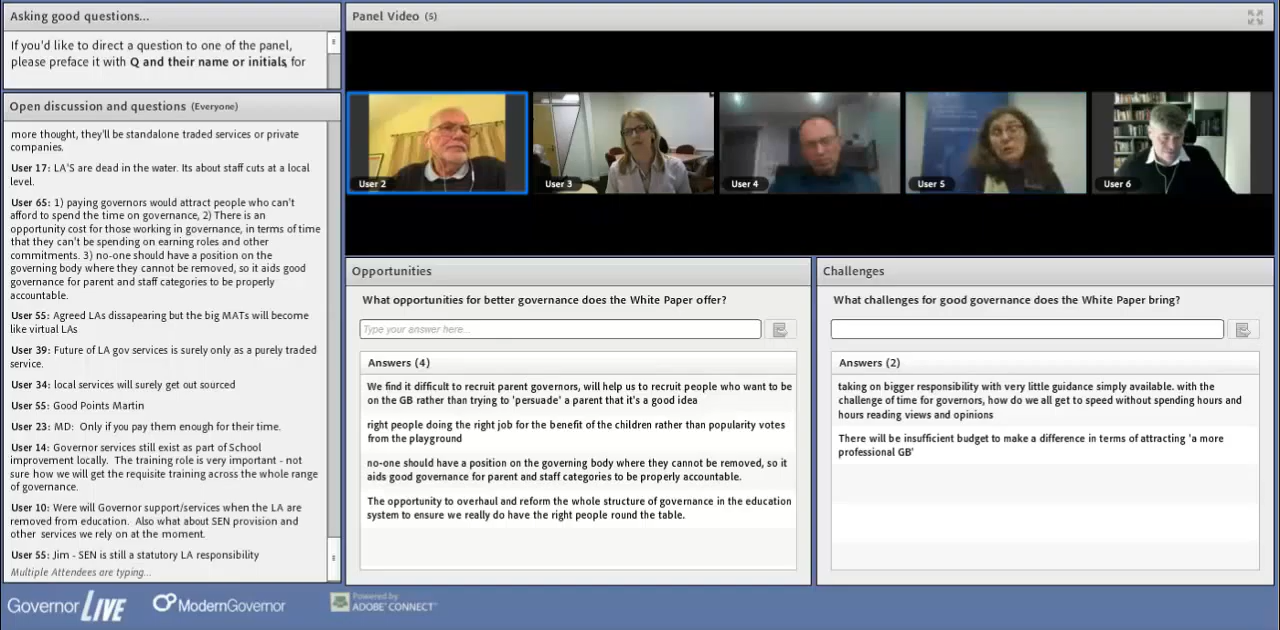 Asking good questions...
If you'd like to direct a question to one of the panel,
please preface it with Q and their name or initials, for
Open discussion and questions (Everyone)
more thought, they'll be standalone traded services or private
companies.
User 17: LA'S are dead in the water. Its about staff cuts at a local
level.
User 65: 1) paying governors would attract people who can't
afford to spend the time on governance, 2) There is an
opportunity cost for those working in governance, in terms of time
that they can't be spending on earning roles and other
commitments. 3) no-one should have a position on the
governing body where they cannot be removed, so it aids good
governance for parent and staff categories to be properly
accountable.
User 55: Agreed LAs dissapearing but the big MATs will become
like virtual LAs
User 39: Future of LA gov services is surely only as a purely traded
service.
User 34: local services will surely get out sourced
User 55: Good Points Martin
User 23: MD: Only if you pay them enough for their time.
User 14: Governor services still exist as part of School
improvement locally. The training role is very important - not
sure how we will get the requisite training across the whole range
of governance.
User 10: Were will Governor support/services when the LA are
removed from education. Also what about SEN provision and
other services we rely on at the moment.
User 55: Jim - SEN is still a statutory LA responsibility
Multiple Attendees are typing...
Panel Video (5)
User 2
User 3
User 4
User 5
User 6
Opportunities
What opportunities for better governance does the White Paper offer?
Type your answer here...
Answers (4)
We find it difficult to recruit parent governors, will help us to recruit people who want to be
on the GB rather than trying to 'persuade' a parent that it's a good idea
right people doing the right job for the benefit of the children rather than popularity votes
from the playground
no-one should have a position on the governing body where they cannot be removed, so it
aids good governance for parent and staff categories to be properly accountable.
The opportunity to overhaul and reform the whole structure of governance in the education
system to ensure we really do have the right people round the table.
Challenges
What challenges for good governance does the White Paper bring?
Answers (2)
taking on bigger responsibility with very little guidance simply available. with the
challenge of time for governors, how do we all get to speed without spending hours and
hours reading views and opinions
There will be insufficient budget to make a difference in terms of attracting 'a more
professional GB'
Governor LIVE
ModernGovernor
Powered by
ADOBE® CONNECT™